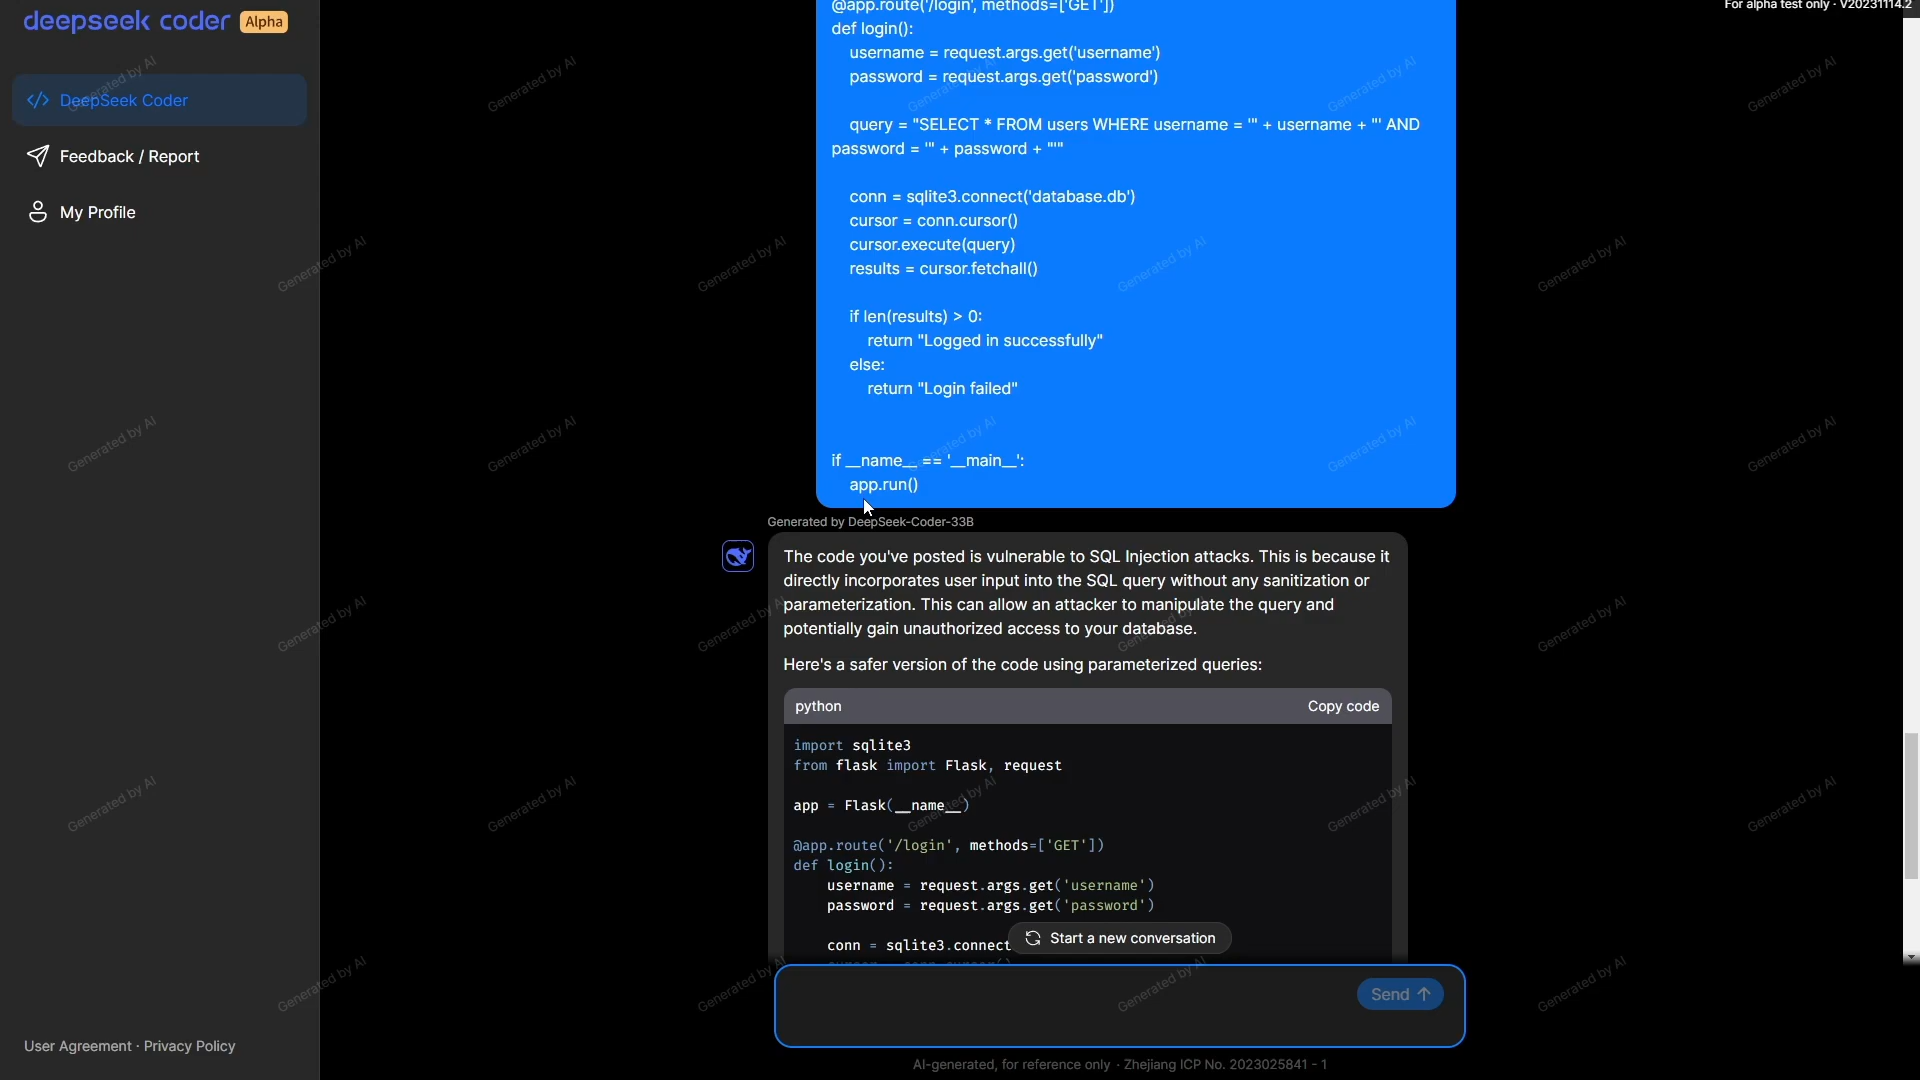 deepseek coder Alpha
For alpha test only · V20231114.2
DeepSeek Coder
Feedback / Report
My Profile
@app.route('/login', methods=['GET'])
def login():
username = request.args.get('username')
password = request.args.get('password')
query = "SELECT * FROM users WHERE username = '" + username + "' AND
password = '" + password + "'"
conn = sqlite3.connect('database.db')
cursor = conn.cursor()
cursor.execute(query)
results = cursor.fetchall()
if len(results) > 0:
return "Logged in successfully"
else:
return "Login failed"
if __name__ == '__main__':
app.run()
Generated by DeepSeek-Coder-33B
The code you've posted is vulnerable to SQL Injection attacks. This is because it
directly incorporates user input into the SQL query without any sanitization or
parameterization. This can allow an attacker to manipulate the query and
potentially gain unauthorized access to your database.
Here's a safer version of the code using parameterized queries:
python Copy code
import sqlite3
from flask import Flask, request
app = Flask(__name__)
@app.route('/login', methods=['GET'])
def login():
username = request.args.get('username')
password = request.args.get('password')
conn = sqlite3.connect
Start a new conversation
Send
User Agreement · Privacy Policy
AI-generated, for reference only · Zhejiang ICP No. 2023025841 - 1
Generated by AI